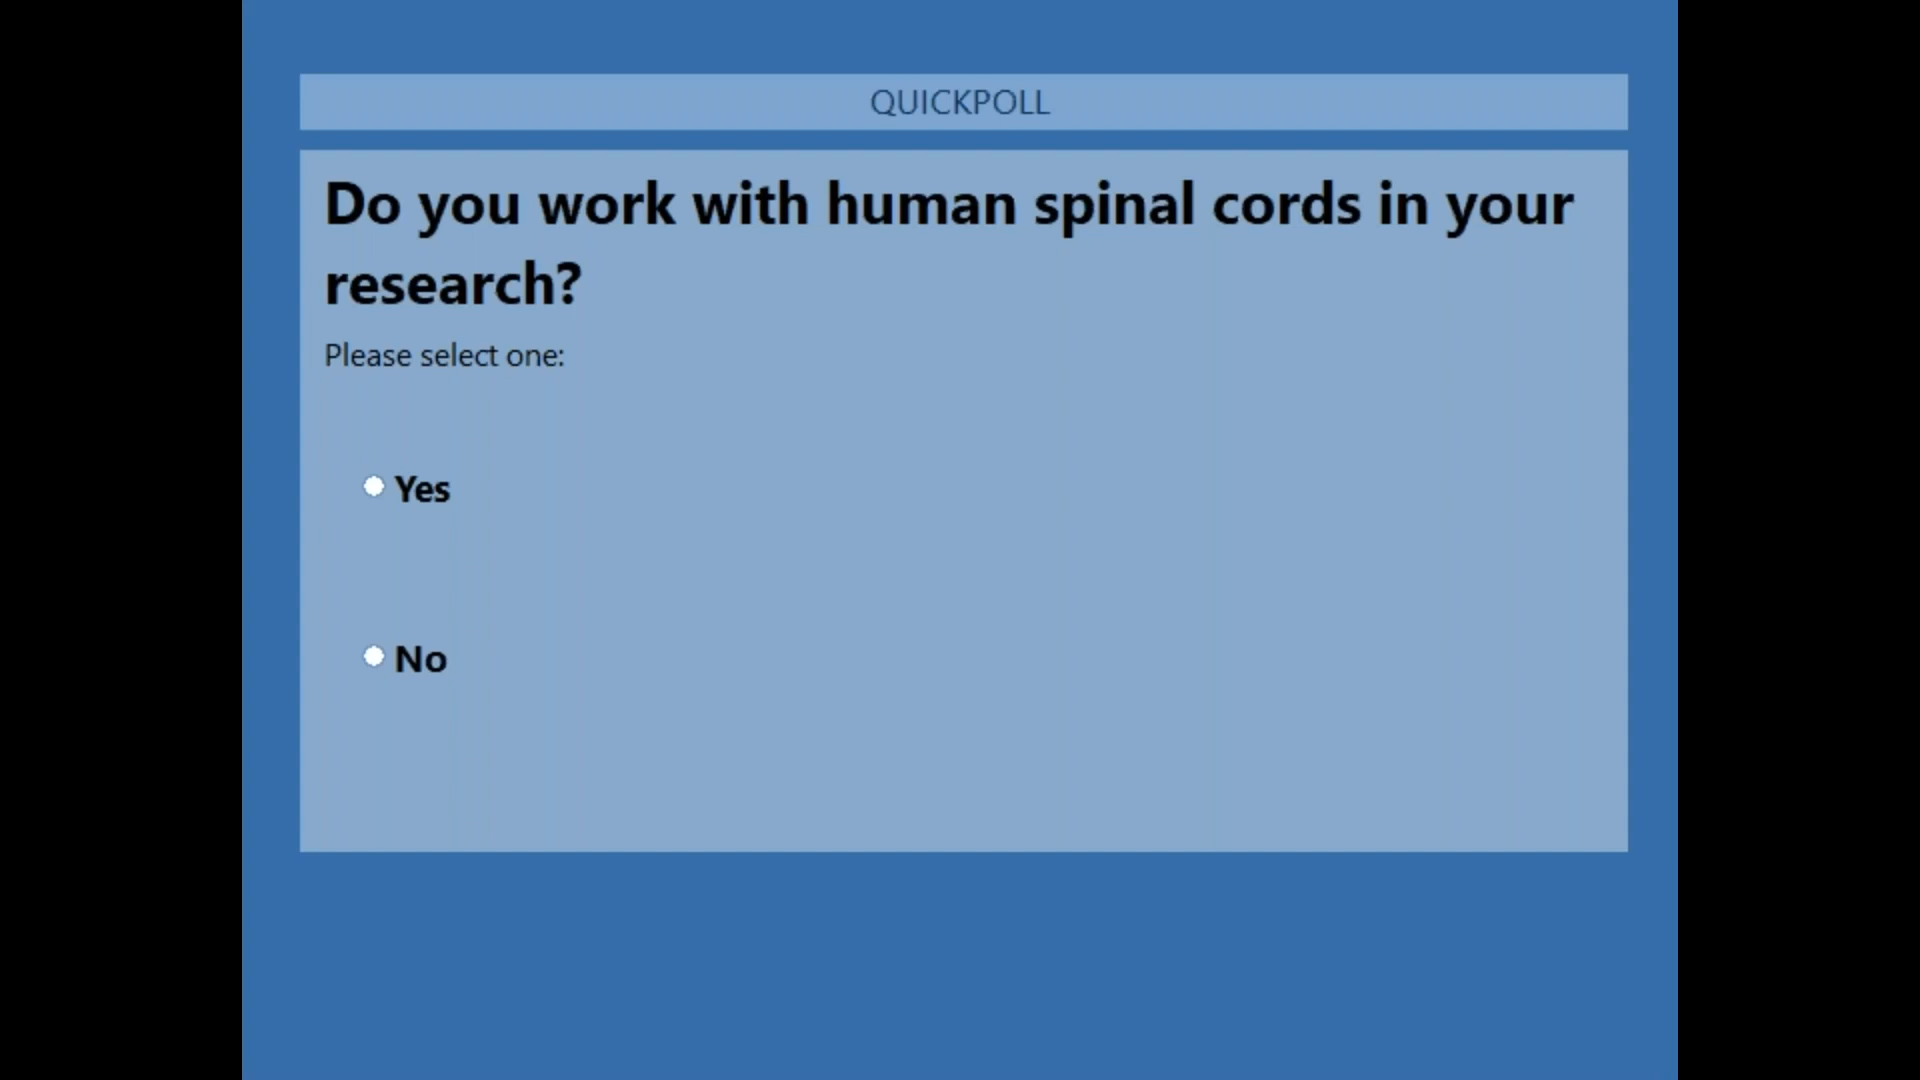 QUICKPOLL
Do you work with human spinal cords in your
research?
Please select one:
Yes
No